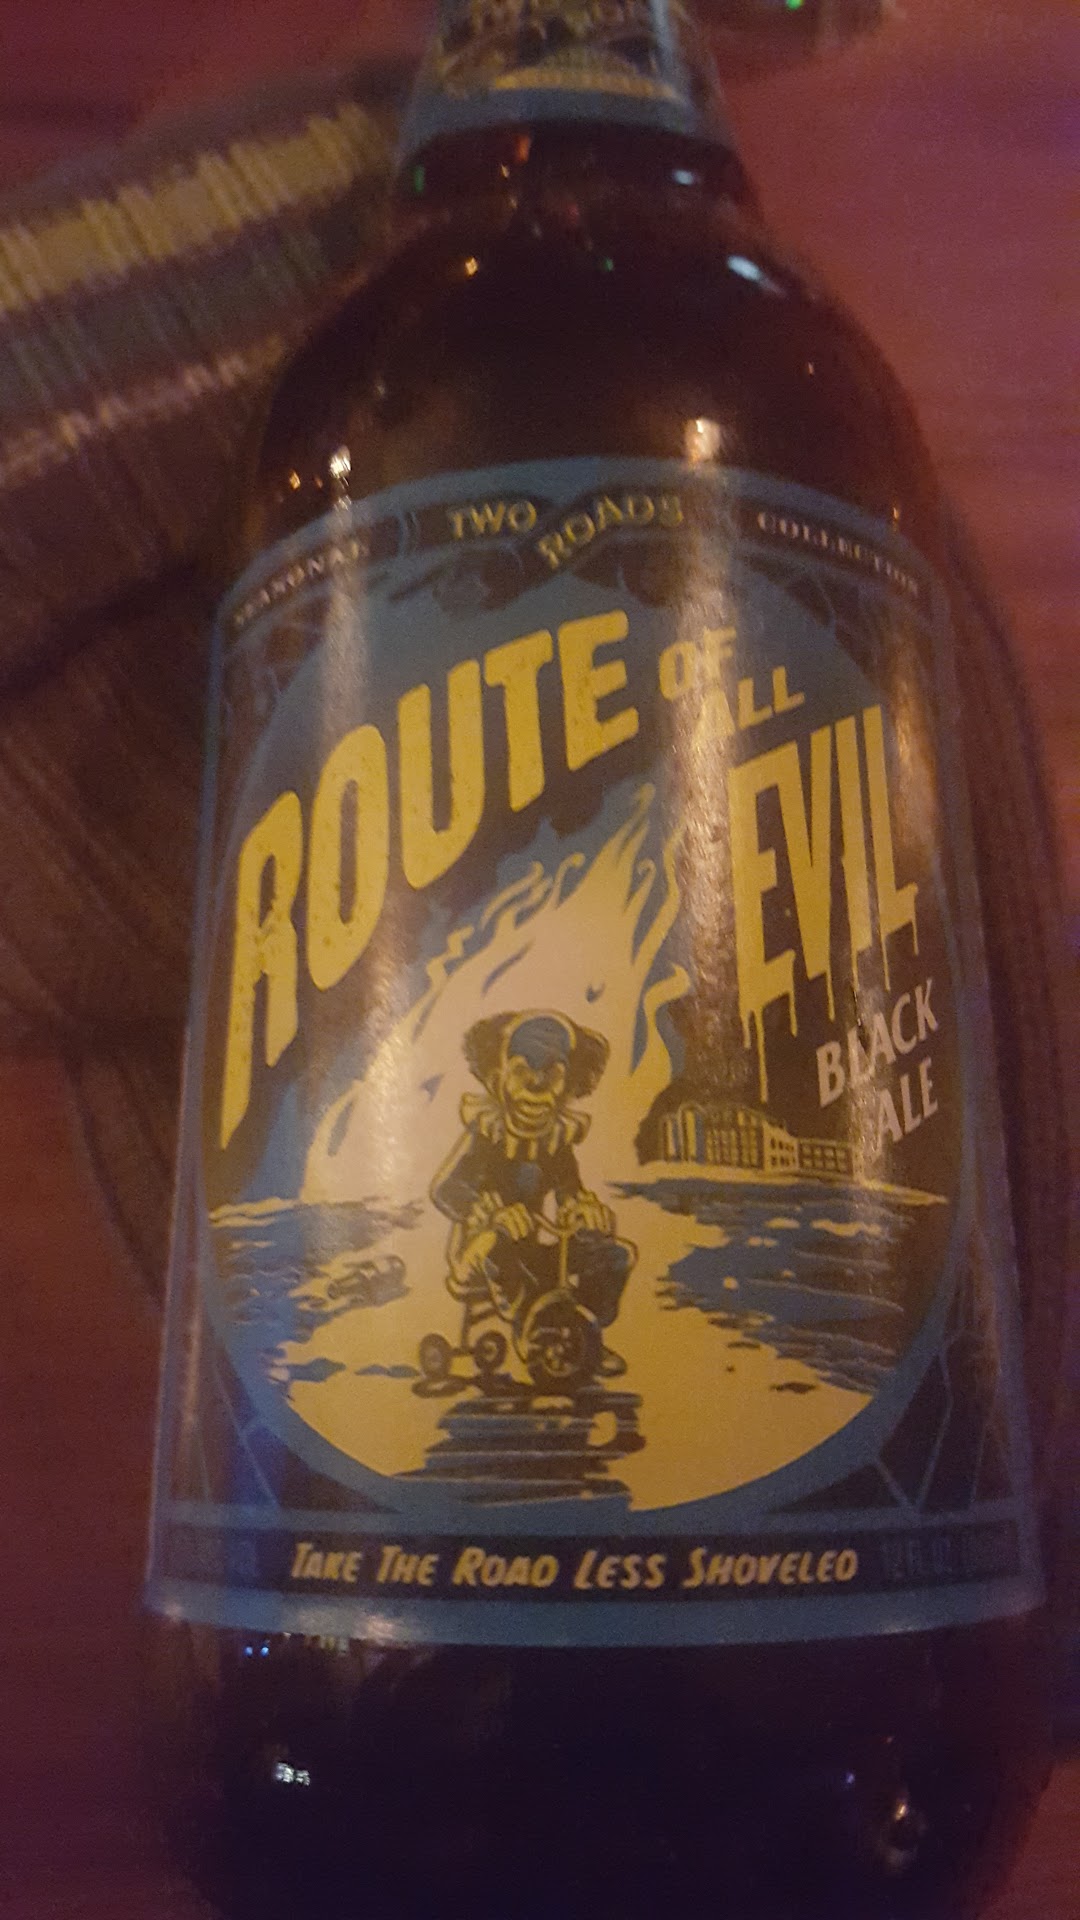 SEASONAL TWO ROADS COLLECTION
ROUTE OF ALL EVIL
BLACK
ALE
TAKE THE ROAD LESS SHOVELED